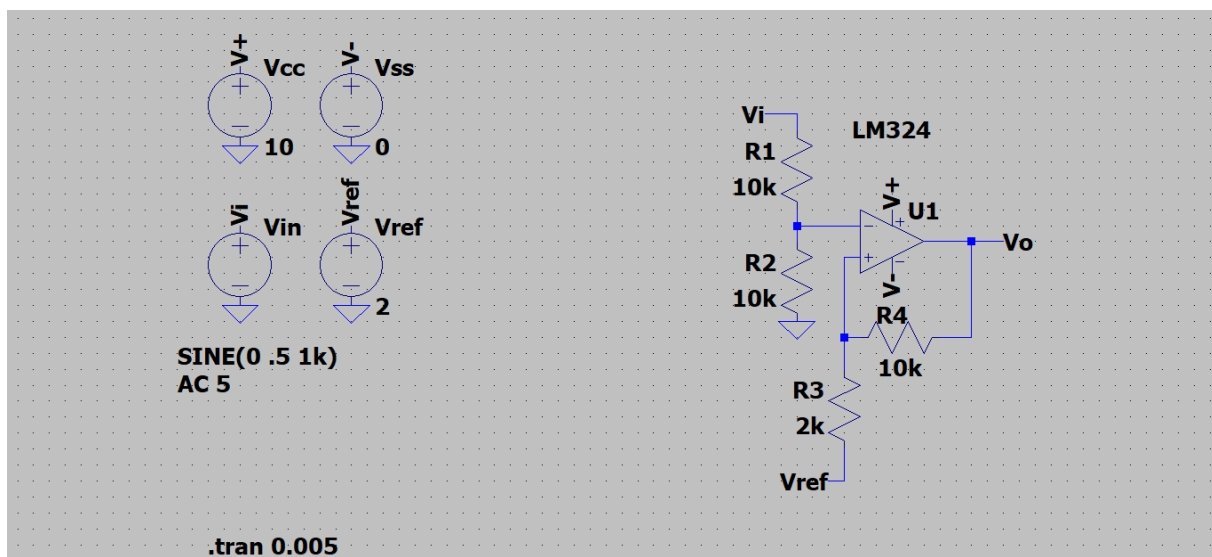 V+
Vcc
10
V-
Vss
0
Vi
Vin
SINE(0 .5 1k)
AC 5
Vref
Vref
2
.tran 0.005
Vi
R1
10k
R2
10k
LM324
V+
U1
V-
Vo
R4
10k
R3
2k
Vref